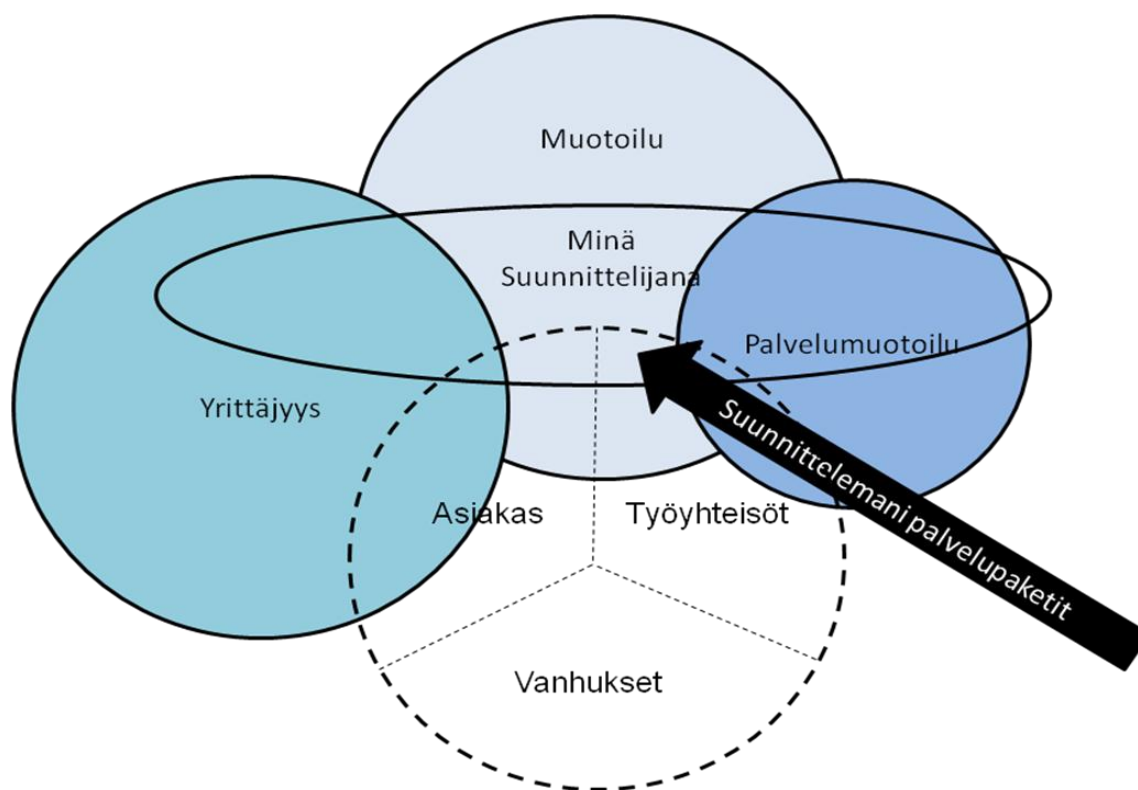 Muotoilu
Minä
Suunnittelijana
Palvelumuotoilu
Yrittäjyys
Suunnittelemani palvelupaketit
Asiakas
Työyhteisöt
Vanhukset